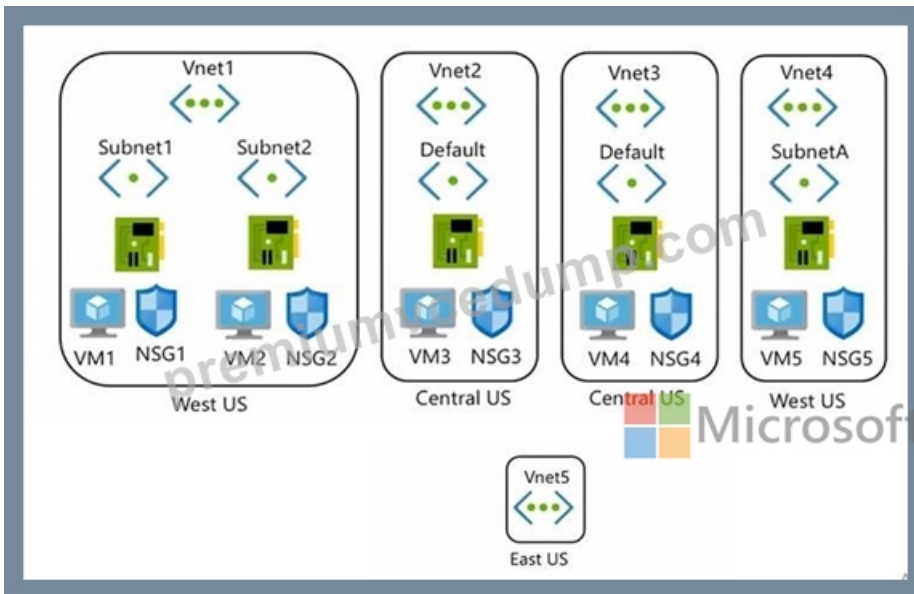 Vnet1
Vnet2
Vnet3
Vnet4
Subnet1
Subnet2
Default
Default
SubnetA
VM1
NSG1
VM2
NSG2
VM3
NSG3
VM4
NSG4
VM5
NSG5
West US
Central US
Central US
West US
Microsof
Vnet5
East US